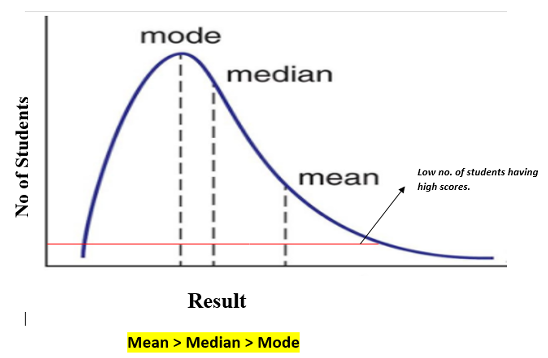 mode
median
mean
Low no. of students having
high scores.
No of Students
Result
Mean > Median > Mode